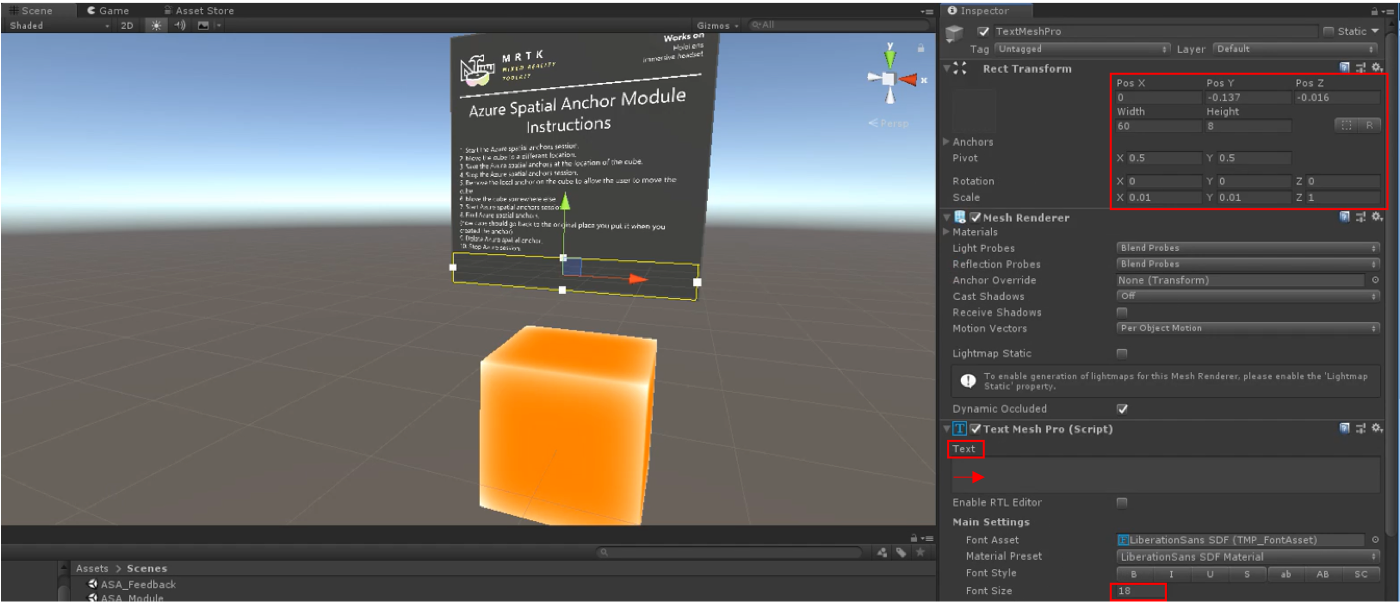 Scene Game Asset Store
Shaded 2D Gizmos All
Works on
Hololens
immersive headset
MRTK
MIXED REALITY
TOOLKIT
Azure Spatial Anchor Module
Instructions
1. Start the Azure spatial anchors session.
2. Move the cube to a different location.
3. Save the Azure spatial anchors at the location of the cube.
4. Stop the Azure spatial anchors session.
5. Remove the local anchor on the cube to allow the user to move the
cube
6. Move the cube somewhere else
7. Start Azure spatial anchors session
8. Find Azure spatial anchors.
(how cube should go back to the original place you put it when you
created the anchor)
9. Delete Azure spatial anchor.
10. Stop Azure session.
y
x
Persp
Assets > Scenes
ASA_Feedback
ASA_Module
Inspector
TextMeshPro Static
Tag Untagged Layer Default
Rect Transform
Pos X Pos Y Pos Z
0 -0.137 -0.016
Width Height
60 8 R
Anchors
Pivot X 0.5 Y 0.5
Rotation X 0 Y 0 Z 0
Scale X 0.01 Y 0.01 Z 1
Mesh Renderer
Materials
Light Probes Blend Probes
Reflection Probes Blend Probes
Anchor Override None (Transform)
Cast Shadows Off
Receive Shadows
Motion Vectors Per Object Motion
Lightmap Static
To enable generation of lightmaps for this Mesh Renderer, please enable the 'Lightmap
Static' property.
Dynamic Occluded
Text Mesh Pro (Script)
Text
Enable RTL Editor
Main Settings
Font Asset LiberationSans SDF (TMP_FontAsset)
Material Preset LiberationSans SDF Material
Font Style B I U S ab AB SC
Font Size 18